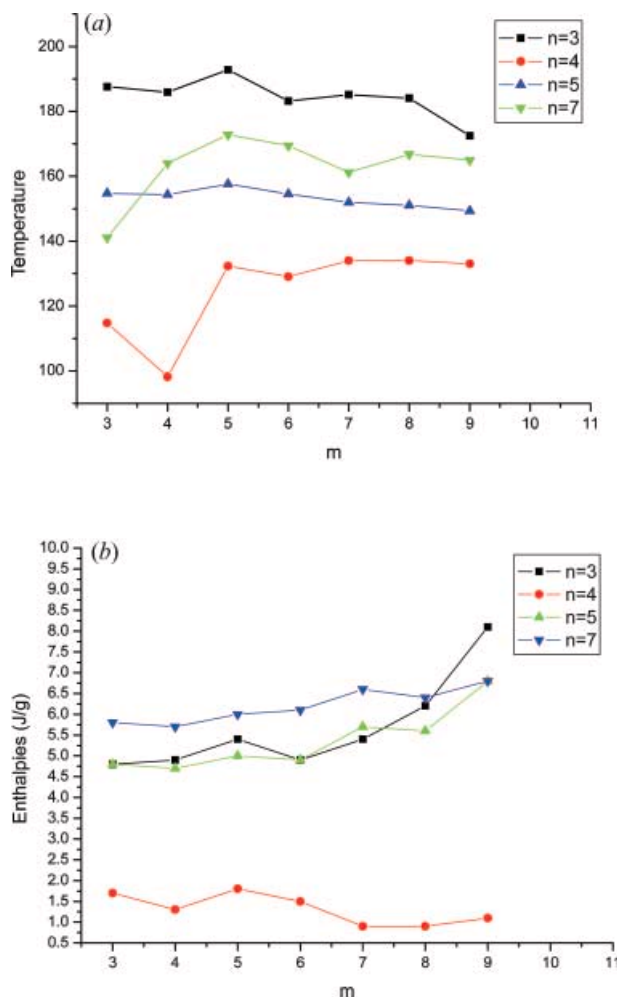 (a)
n=3
n=4
n=5
n=7
200
180
160
140
120
100
Temperature
3 4 5 6 7 8 9 10 11
m
(b)
n=3
n=4
n=5
n=7
10.0
9.5
9.0
8.5
8.0
7.5
7.0
6.5
6.0
5.5
5.0
4.5
4.0
3.5
3.0
2.5
2.0
1.5
1.0
0.5
Enthalpies (J/g)
3 4 5 6 7 8 9 10 11
m